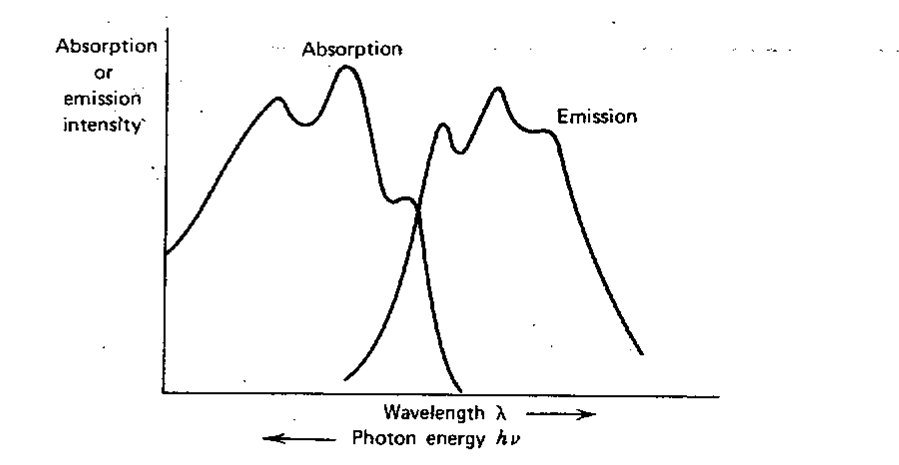 Absorption
or
emission
intensity
Absorption
Emission
Wavelength λ
Photon energy hν